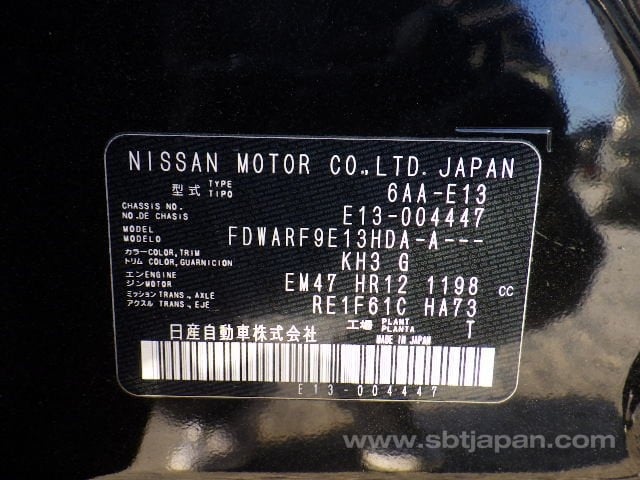 NISSAN MOTOR CO.,LTD. JAPAN
型式 TYPE TIPO 6AA-E13
CHASSIS NO. NO.DE CHASIS E13-004447
MODEL MODELO FDWARF9E13HDA-A---
カラー COLOR,TRIM トリム COLOR,GUARNICION KH3 G
エンENGINE ジンMOTOR EM47 HR12 1198 cc
ミッション TRANS., AXLE アクスル TRANS., EJE RE1F61C HA73
工場 PLANT PLANTA T
日産自動車株式会社 MADE IN JAPAN
E13-004447
www.sbtjapan.com